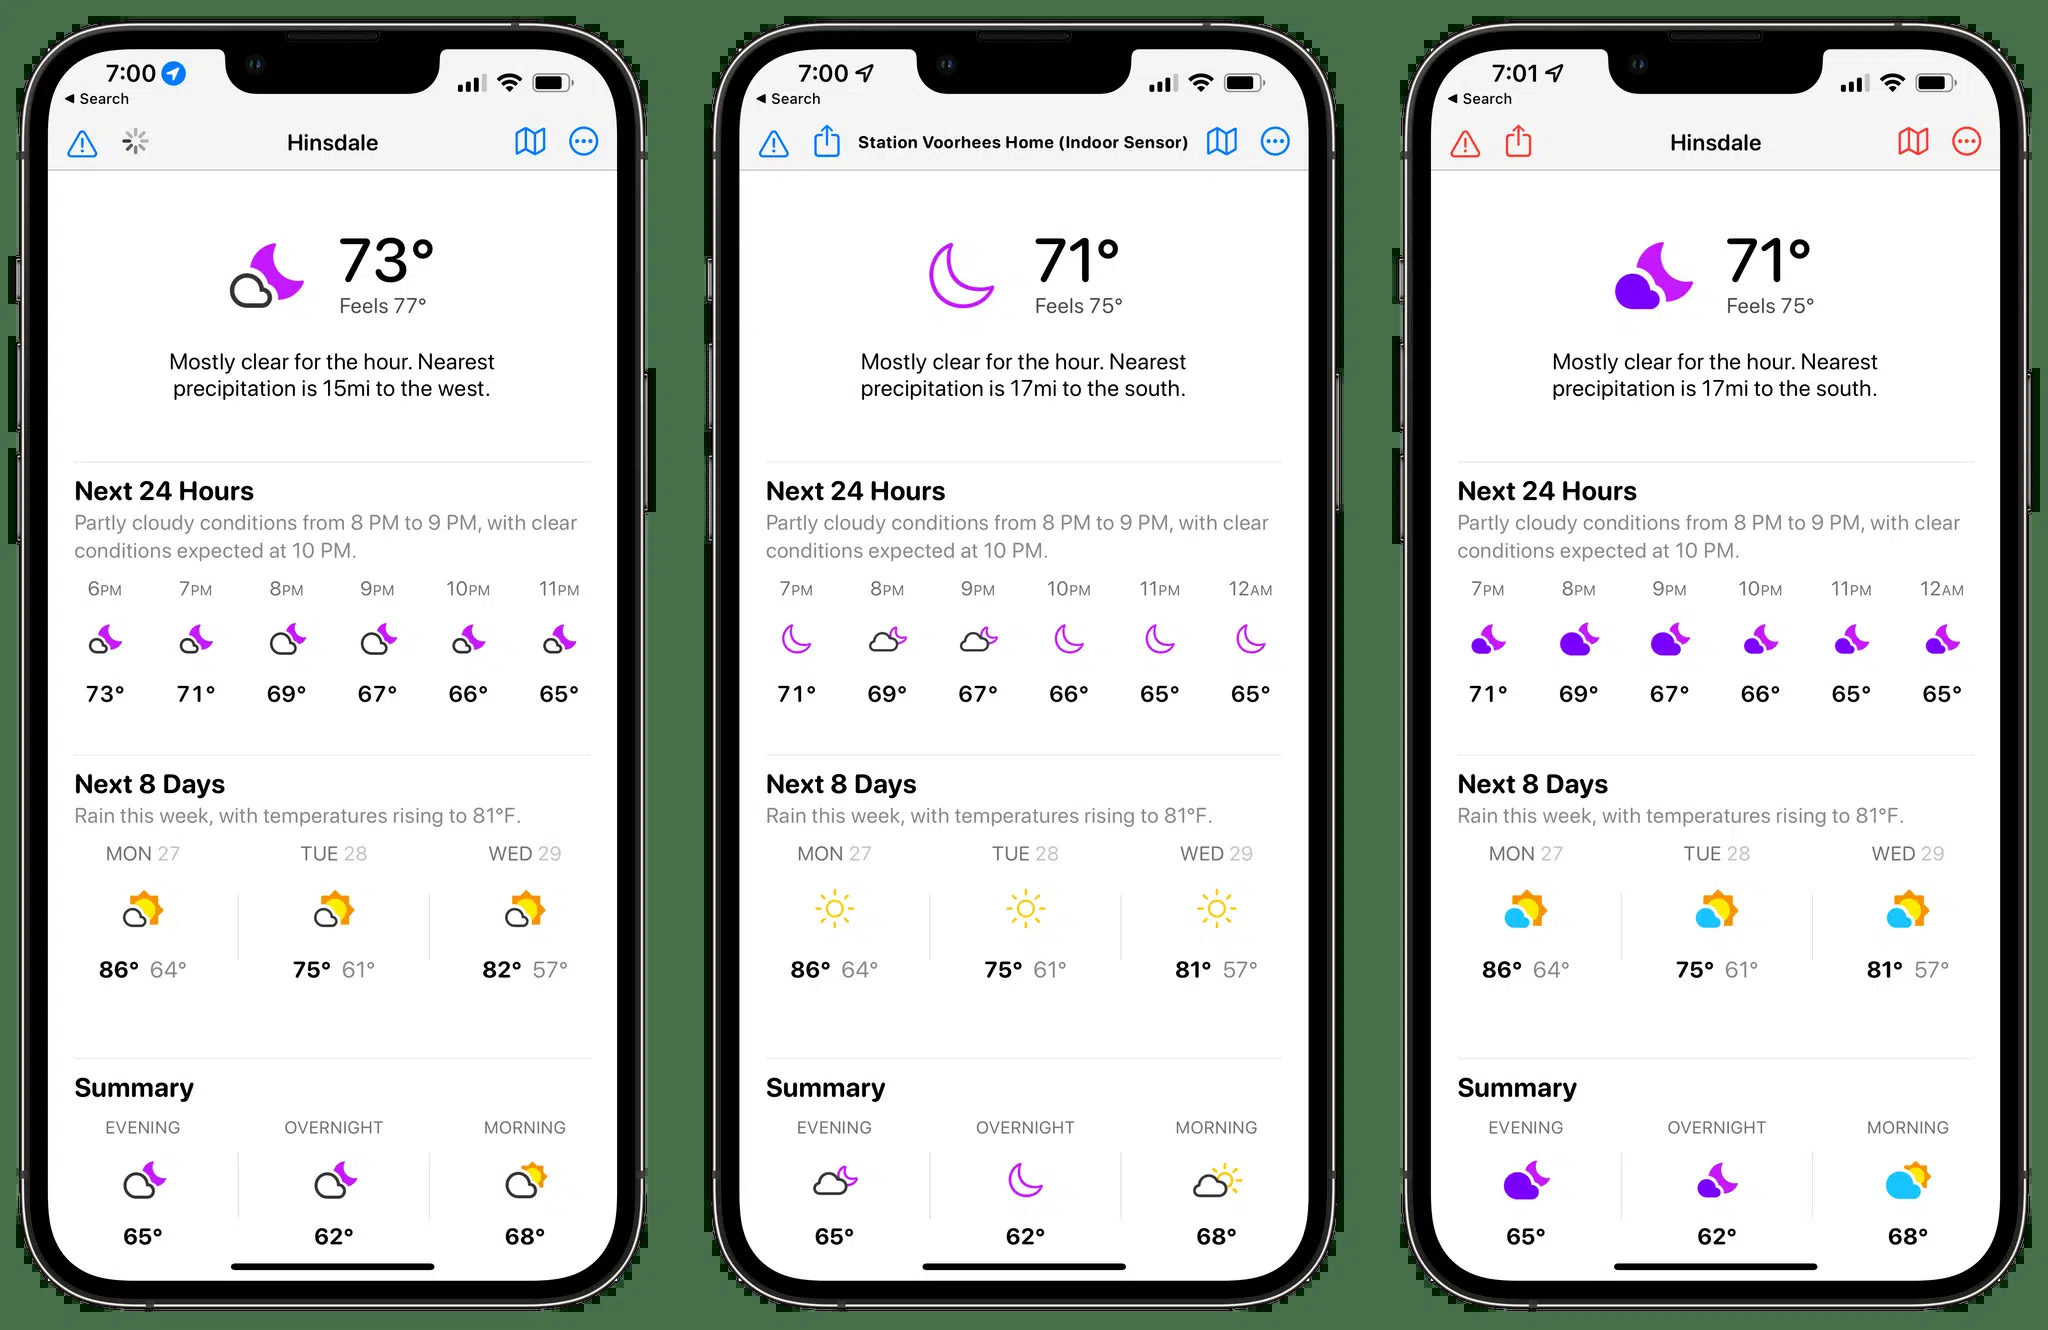 7:00
◀ Search
Hinsdale
73°
Feels 77°
Mostly clear for the hour. Nearest
precipitation is 15mi to the west.
Next 24 Hours
Partly cloudy conditions from 8 PM to 9 PM, with clear
conditions expected at 10 PM.
6PM 7PM 8PM 9PM 10PM 11PM
73° 71° 69° 67° 66° 65°
Next 8 Days
Rain this week, with temperatures rising to 81°F.
MON 27 TUE 28 WED 29
86° 64° 75° 61° 82° 57°
Summary
EVENING OVERNIGHT MORNING
65° 62° 68°
7:00
◀ Search
Station Voorhees Home (Indoor Sensor)
71°
Feels 75°
Mostly clear for the hour. Nearest
precipitation is 17mi to the south.
Next 24 Hours
Partly cloudy conditions from 8 PM to 9 PM, with clear
conditions expected at 10 PM.
7PM 8PM 9PM 10PM 11PM 12AM
71° 69° 67° 66° 65° 65°
Next 8 Days
Rain this week, with temperatures rising to 81°F.
MON 27 TUE 28 WED 29
86° 64° 75° 61° 81° 57°
Summary
EVENING OVERNIGHT MORNING
65° 62° 68°
7:01
◀ Search
Hinsdale
71°
Feels 75°
Mostly clear for the hour. Nearest
precipitation is 17mi to the south.
Next 24 Hours
Partly cloudy conditions from 8 PM to 9 PM, with clear
conditions expected at 10 PM.
7PM 8PM 9PM 10PM 11PM 12AM
71° 69° 67° 66° 65° 65°
Next 8 Days
Rain this week, with temperatures rising to 81°F.
MON 27 TUE 28 WED 29
86° 64° 75° 61° 81° 57°
Summary
EVENING OVERNIGHT MORNING
65° 62° 68°